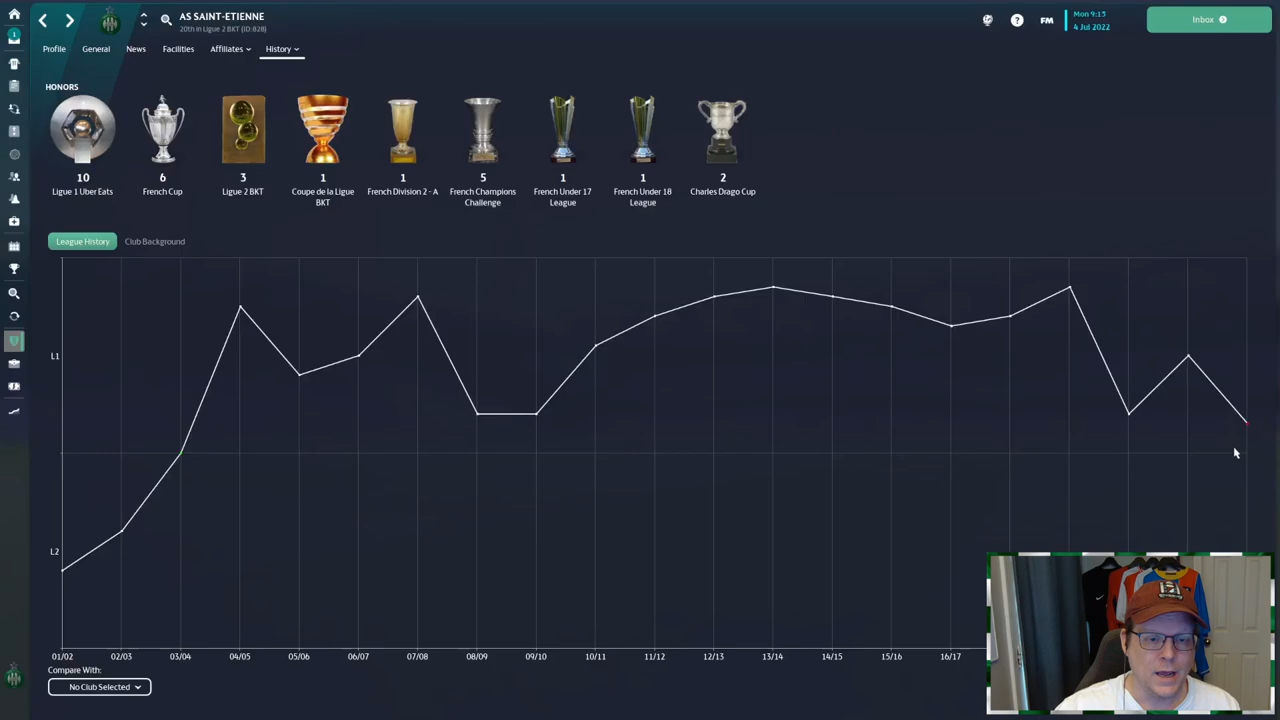 AS SAINT-ETIENNE
20th in Ligue 2 BKT (ID:828)
Mon 9:15
4 Jul 2022
FM
Inbox
1
Profile
General
News
Facilities
Affiliates
History
HONORS
10
6
3
1
1
5
1
1
2
Ligue 1 Uber Eats
French Cup
Ligue 2 BKT
Coupe de la Ligue BKT
French Division 2 - A
French Champions Challenge
French Under 17 League
French Under 18 League
Charles Drago Cup
League History
Club Background
L1
L2
01/02
02/03
03/04
04/05
05/06
06/07
07/08
08/09
09/10
10/11
11/12
12/13
13/14
14/15
15/16
16/17
Compare With:
No Club Selected